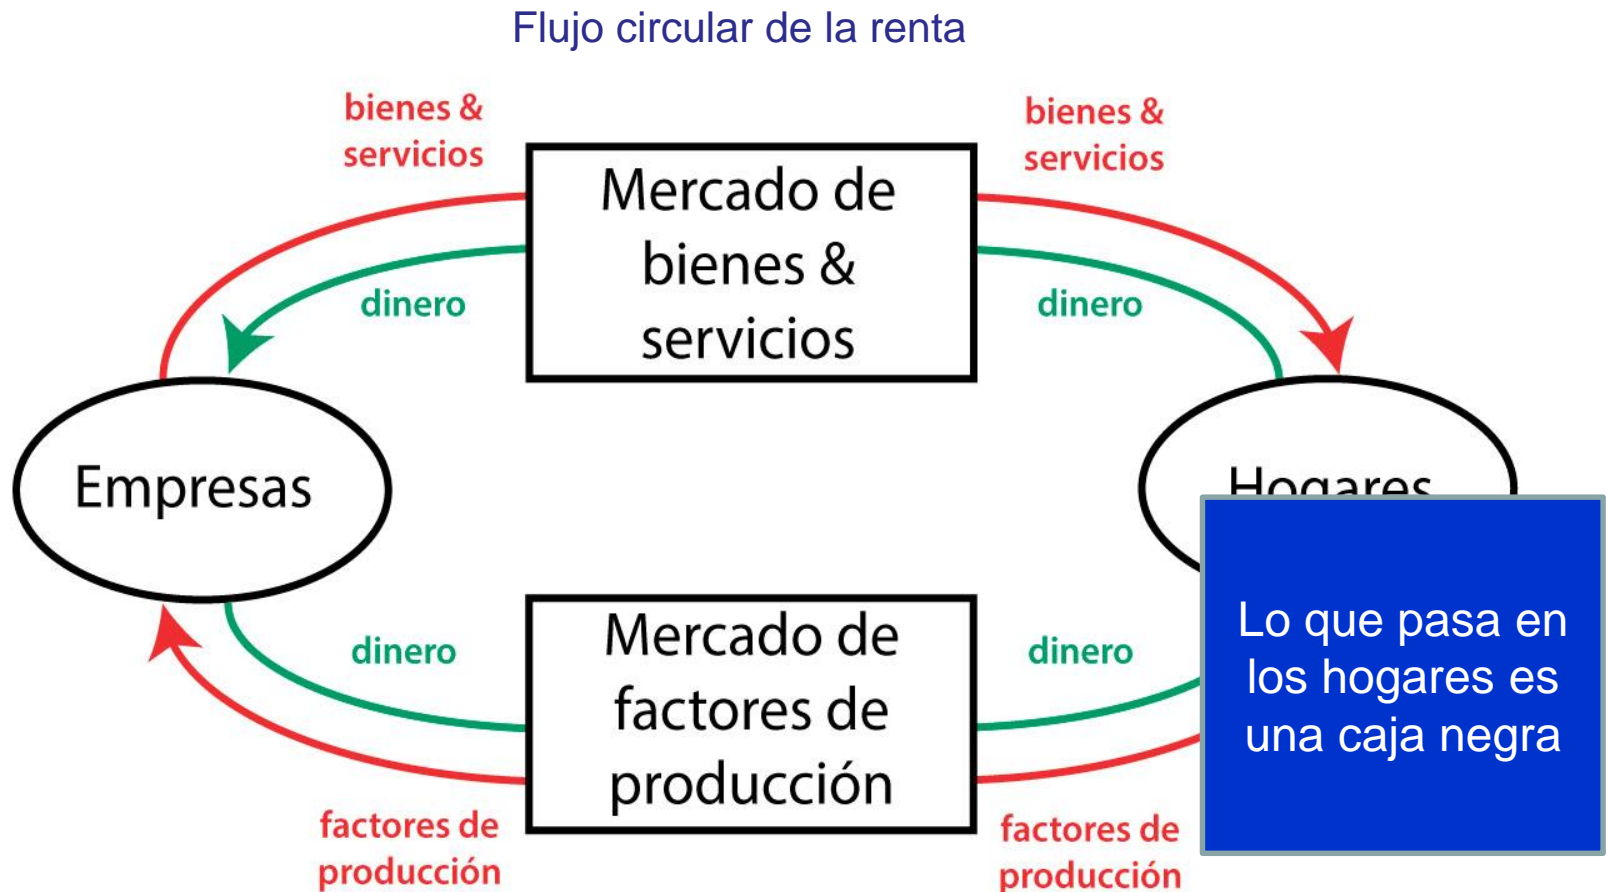 Flujo circular de la renta
bienes &
servicios
bienes &
servicios
Mercado de
bienes &
servicios
dinero
dinero
Empresas
Hogares
Mercado de
factores de
producción
dinero
dinero
Lo que pasa en
los hogares es
una caja negra
factores de
producción
factores de
producción